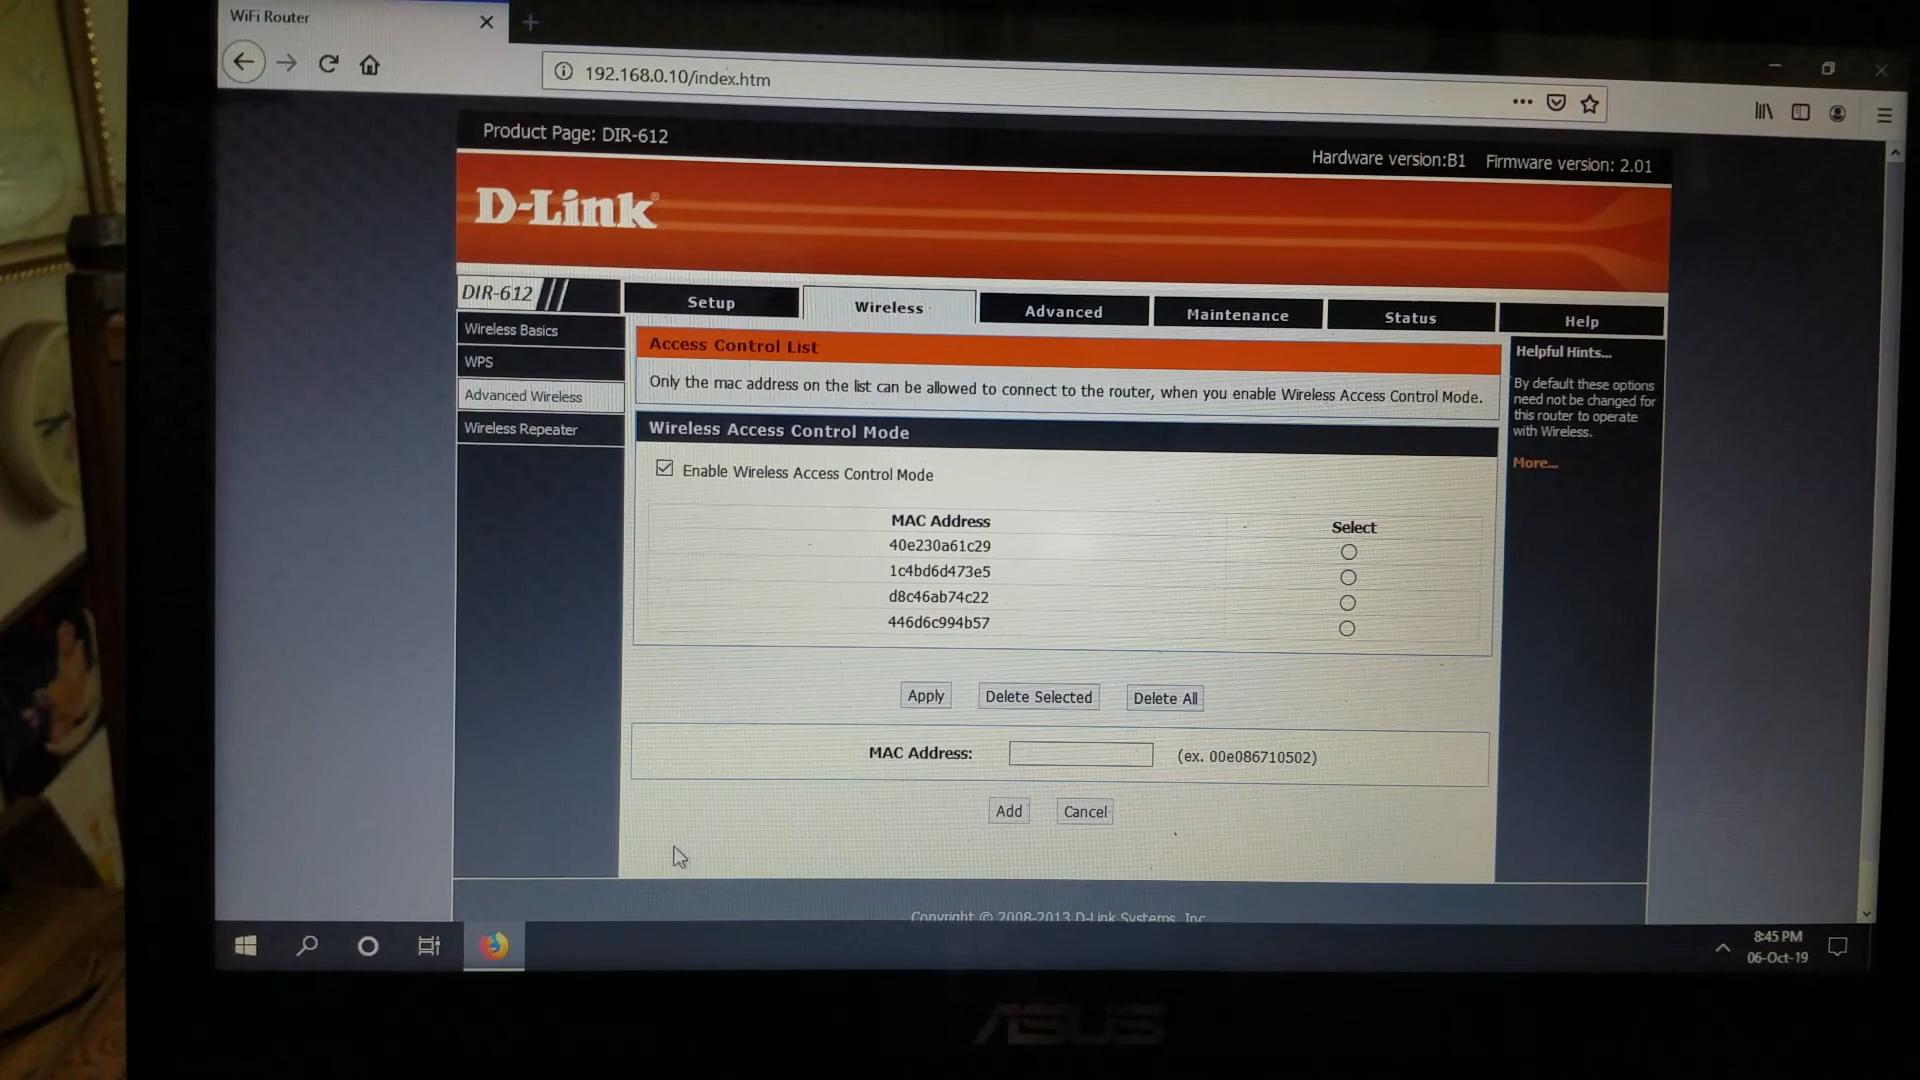 WiFi Router
192.168.0.10/index.htm
Product Page: DIR-612
Hardware version:B1 Firmware version: 2.01
D-Link
DIR-612
Setup
Wireless
Advanced
Maintenance
Status
Help
Wireless Basics
WPS
Advanced Wireless
Wireless Repeater
Access Control List
Only the mac address on the list can be allowed to connect to the router, when you enable Wireless Access Control Mode.
Wireless Access Control Mode
Enable Wireless Access Control Mode
MAC Address Select
40e230a61c29
1c4bd6d473e5
d8c46ab74c22
446d6c994b57
Apply Delete Selected Delete All
MAC Address: (ex. 00e086710502)
Add Cancel
Helpful Hints...
By default these options
need not be changed for
this router to operate
with Wireless.
More...
Copyright © 2008-2013 D-Link Systems, Inc
8:45 PM
06-Oct-19
ASUS